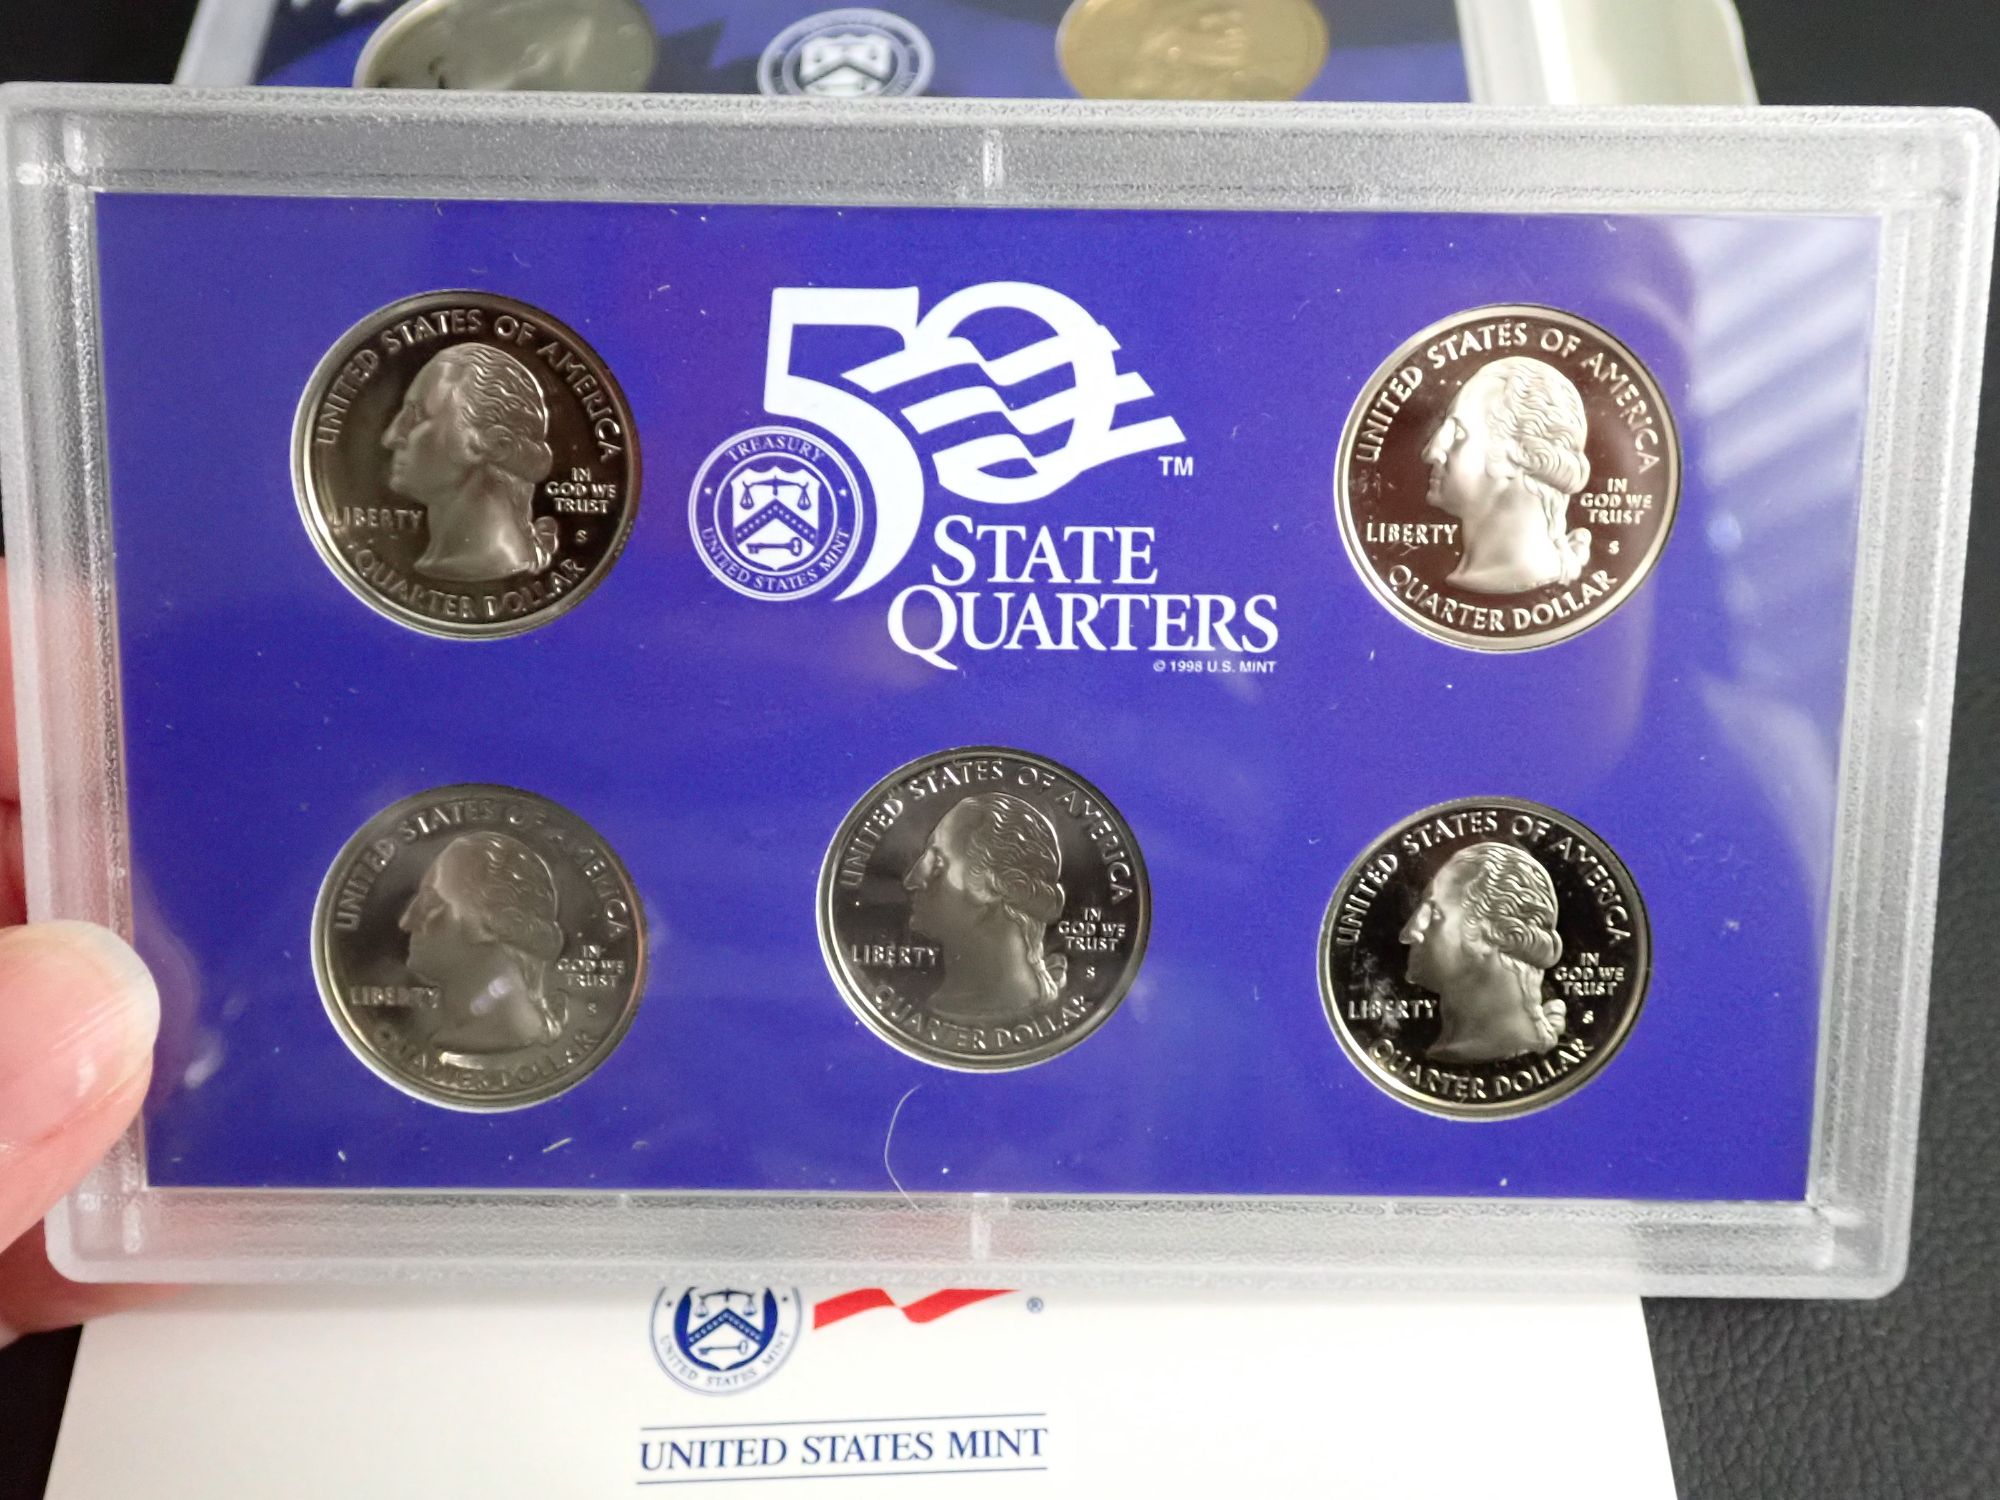 UNITED STATES OF AMERICA
IN
GOD WE
TRUST
LIBERTY
S
QUARTER DOLLAR
50
TM
TREASURY
UNITED STATES MINT
STATE
QUARTERS
© 1998 U.S. MINT
UNITED STATES OF AMERICA
IN
GOD WE
TRUST
LIBERTY
S
QUARTER DOLLAR
UNITED STATES OF AMERICA
IN
GOD WE
TRUST
LIBERTY
S
QUARTER DOLLAR
UNITED STATES OF AMERICA
IN
GOD WE
TRUST
LIBERTY
S
QUARTER DOLLAR
UNITED STATES OF AMERICA
IN
GOD WE
TRUST
LIBERTY
S
QUARTER DOLLAR
UNITED STATES MINT
®
UNITED STATES MINT